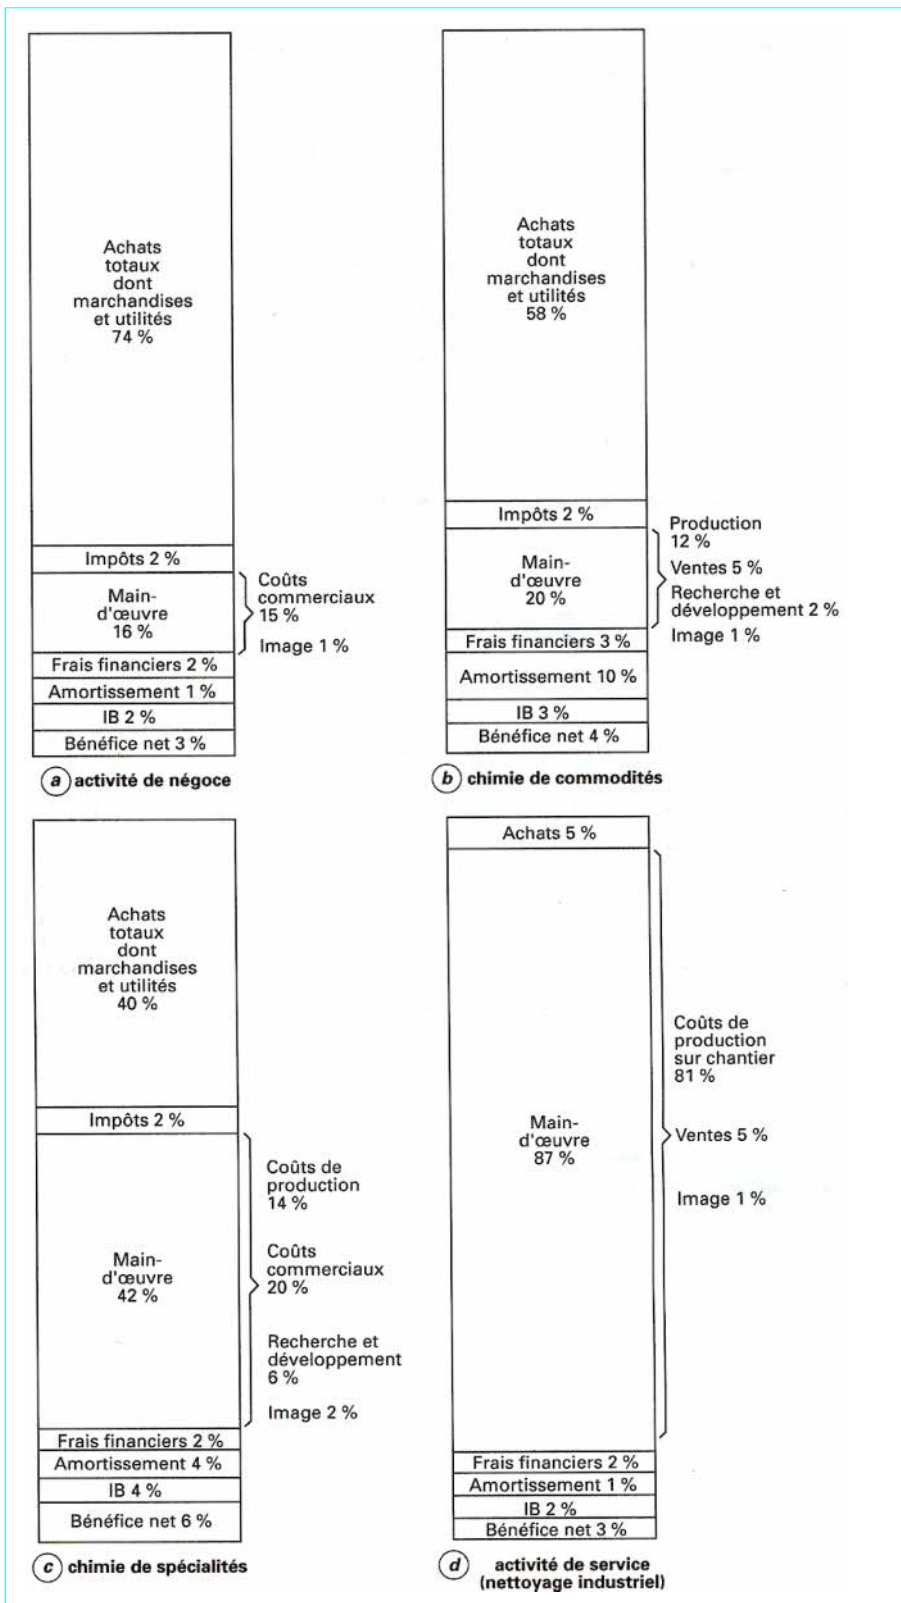 Achats
totaux
dont
marchandises
et utilités
74 %
Impôts 2 %
Main-
d'œuvre
16 %
Coûts
commerciaux
15 %
Image 1 %
Frais financiers 2 %
Amortissement 1 %
IB 2 %
Bénéfice net 3 %
a activité de négoce
Achats
totaux
dont
marchandises
et utilités
58 %
Impôts 2 %
Main-
d'œuvre
20 %
Production
12 %
Ventes 5 %
Recherche et
développement 2 %
Image 1 %
Frais financiers 3 %
Amortissement 10 %
IB 3 %
Bénéfice net 4 %
b chimie de commodités
Achats
totaux
dont
marchandises
et utilités
40 %
Impôts 2 %
Main-
d'œuvre
42 %
Coûts de
production
14 %
Coûts
commerciaux
20 %
Recherche et
développement
6 %
Image 2 %
Frais financiers 2 %
Amortissement 4 %
IB 4 %
Bénéfice net 6 %
c chimie de spécialités
Achats 5 %
Main-
d'œuvre
87 %
Coûts de
production
sur chantier
81 %
Ventes 5 %
Image 1 %
Frais financiers 2 %
Amortissement 1 %
IB 2 %
Bénéfice net 3 %
d activité de service
(nettoyage industriel)